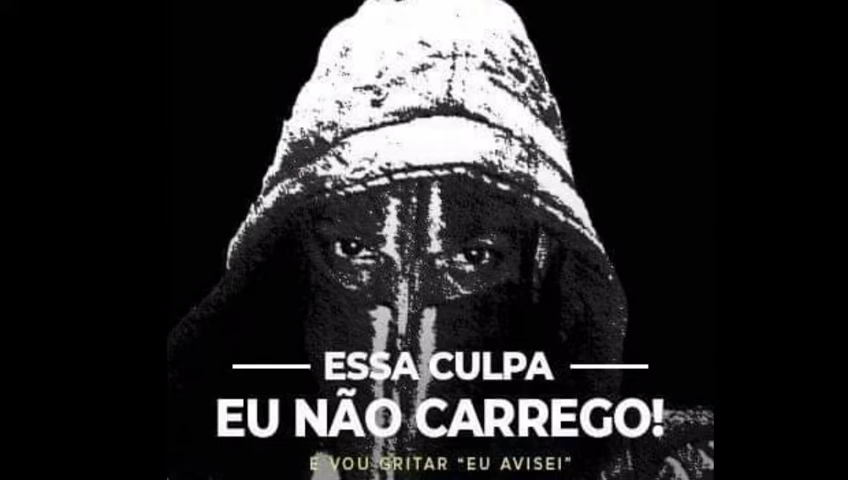 ESSA CULPA
EU NÃO CARREGO!
E VOU GRITAR “EU AVISEI”